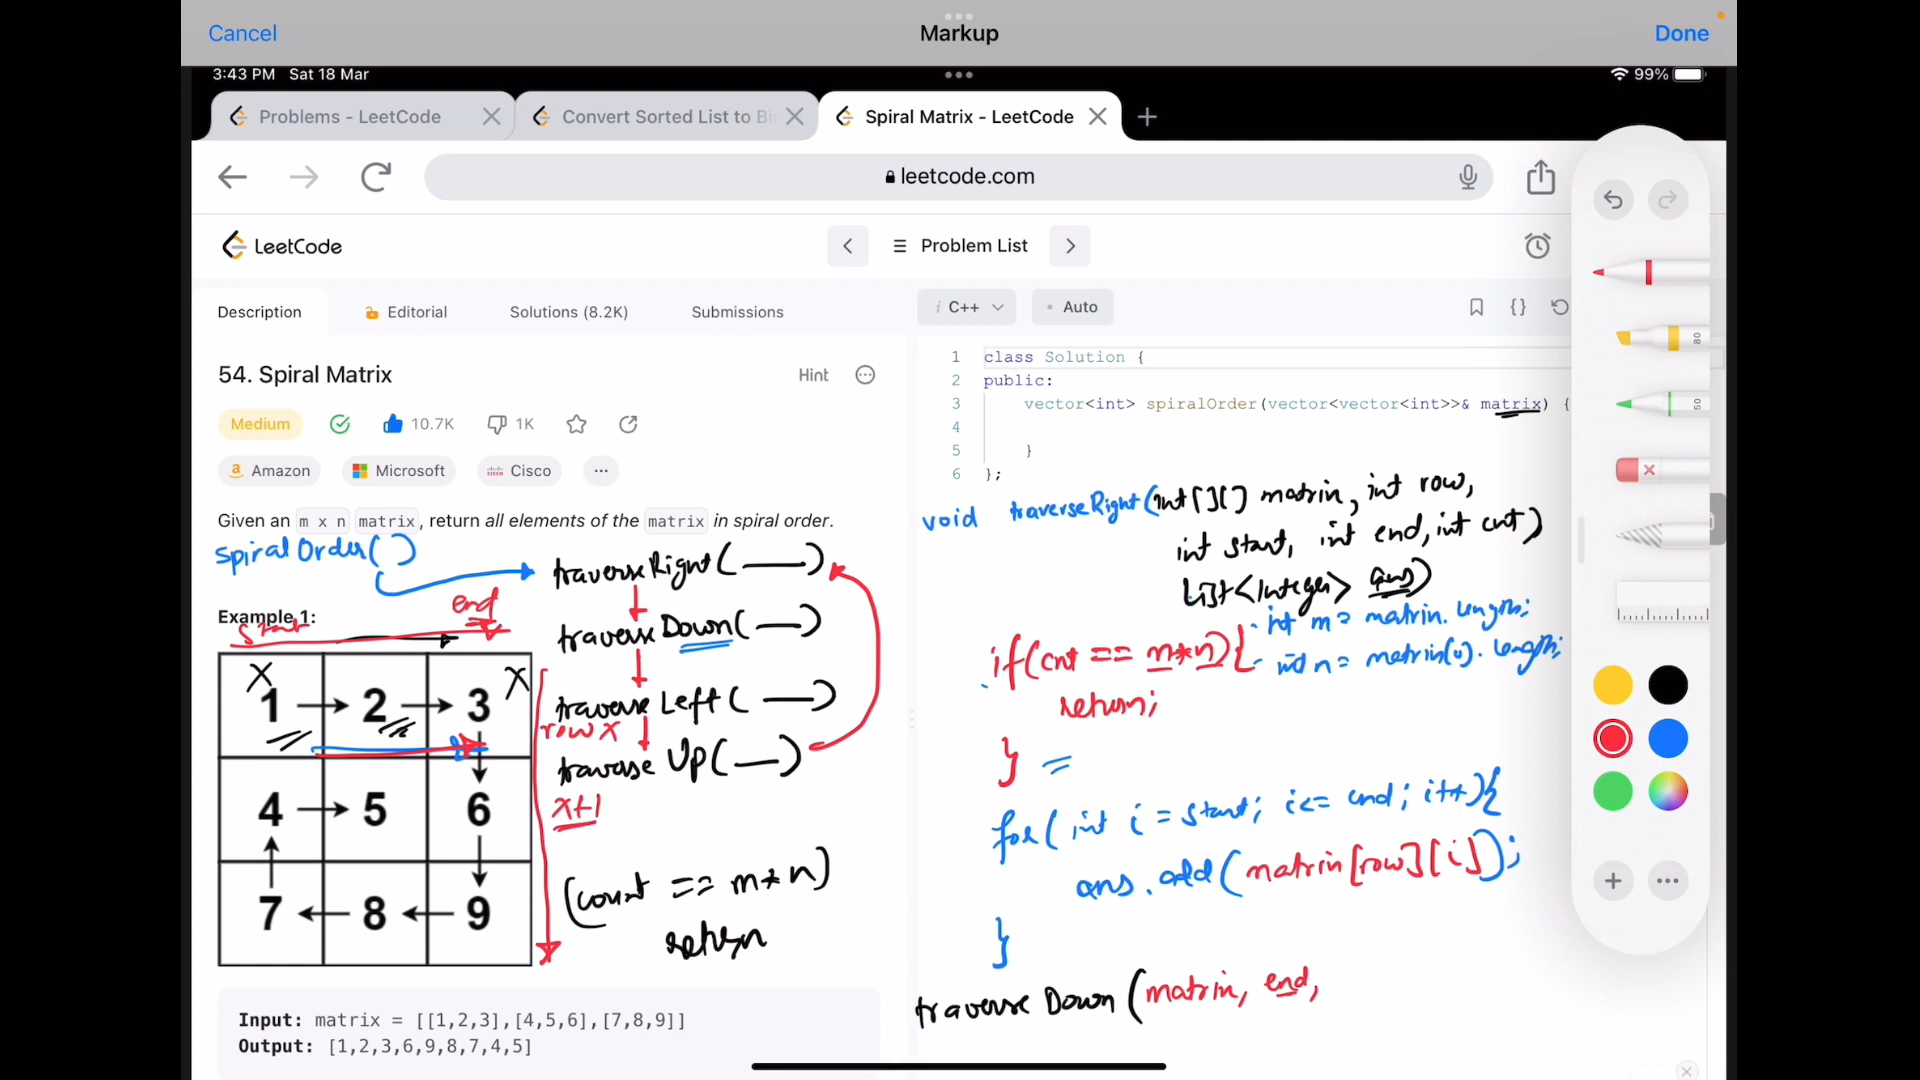 Cancel
Markup
Done
3:43 PM Sat 18 Mar
99%
Problems - LeetCode
Convert Sorted List to Bi
Spiral Matrix - LeetCode
leetcode.com
LeetCode
Problem List
Description
Editorial
Solutions (8.2K)
Submissions
i C++
Auto
54. Spiral Matrix
Hint
Medium
10.7K
1K
Amazon
Microsoft
Cisco
Given an m x n matrix, return all elements of the matrix in spiral order.
spiral Order( )
traverse Right( — )
traverse Down( — )
traverse Left ( — )
row x
traverse Up( — )
x+1
(count == m*n)
return
Example 1:
start
end
X X
1 2 3
4 5 6
7 8 9
Input: matrix = [[1,2,3],[4,5,6],[7,8,9]]
Output: [1,2,3,6,9,8,7,4,5]
1 class Solution {
2 public:
3 vector<int> spiralOrder(vector<vector<int>>& matrix) {
4
5 }
6 };
void traverseRight(int[][] matrix, int row,
int start, int end, int cnt)
List<Integer> ans)
int m = matrix.length;
if(cnt == m*n){
int n = matrix[0].length;
return;
} =
for( int i = start; i<= end; i++){
ans.add(matrix[row][i]);
}
traverse Down (matrix, end,
80
50